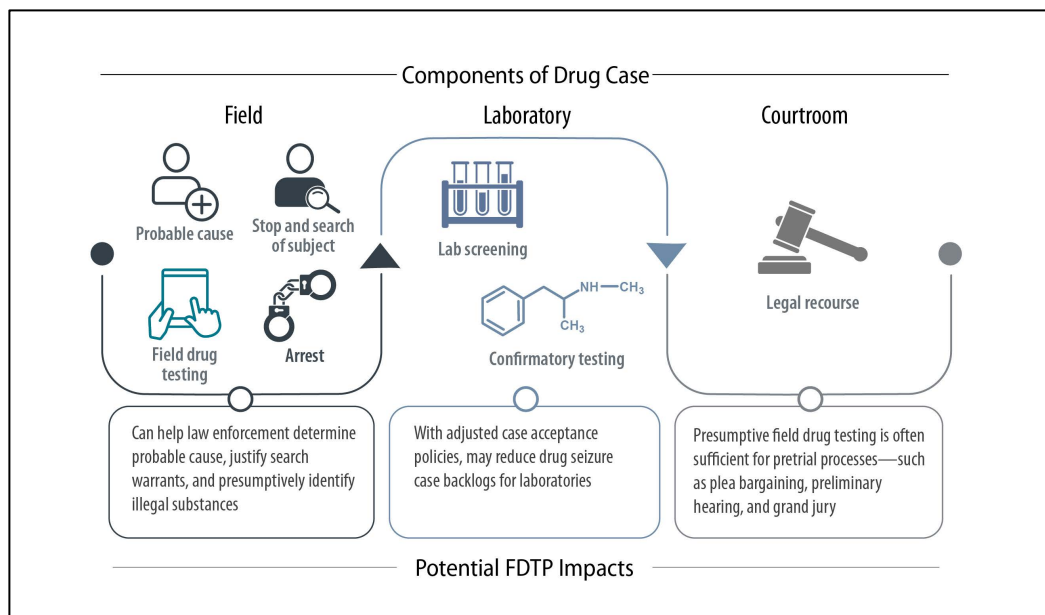 Components of Drug Case
Field
Laboratory
Courtroom
Probable cause
Stop and search
of subject
Field drug
testing
Arrest
Lab screening
NH—CH₃
CH₃
Confirmatory testing
Legal recourse
Can help law enforcement determine
probable cause, justify search
warrants, and presumptively identify
illegal substances
With adjusted case acceptance
policies, may reduce drug seizure
case backlogs for laboratories
Presumptive field drug testing is often
sufficient for pretrial processes—such
as plea bargaining, preliminary
hearing, and grand jury
Potential FDTP Impacts